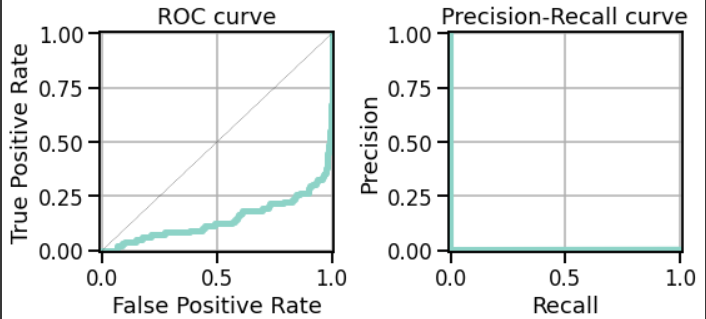 ROC curve
True Positive Rate
1.00
0.75
0.50
0.25
0.00
0.0 0.5 1.0
False Positive Rate
Precision-Recall curve
Precision
1.00
0.75
0.50
0.25
0.00
0.0 0.5 1.0
Recall